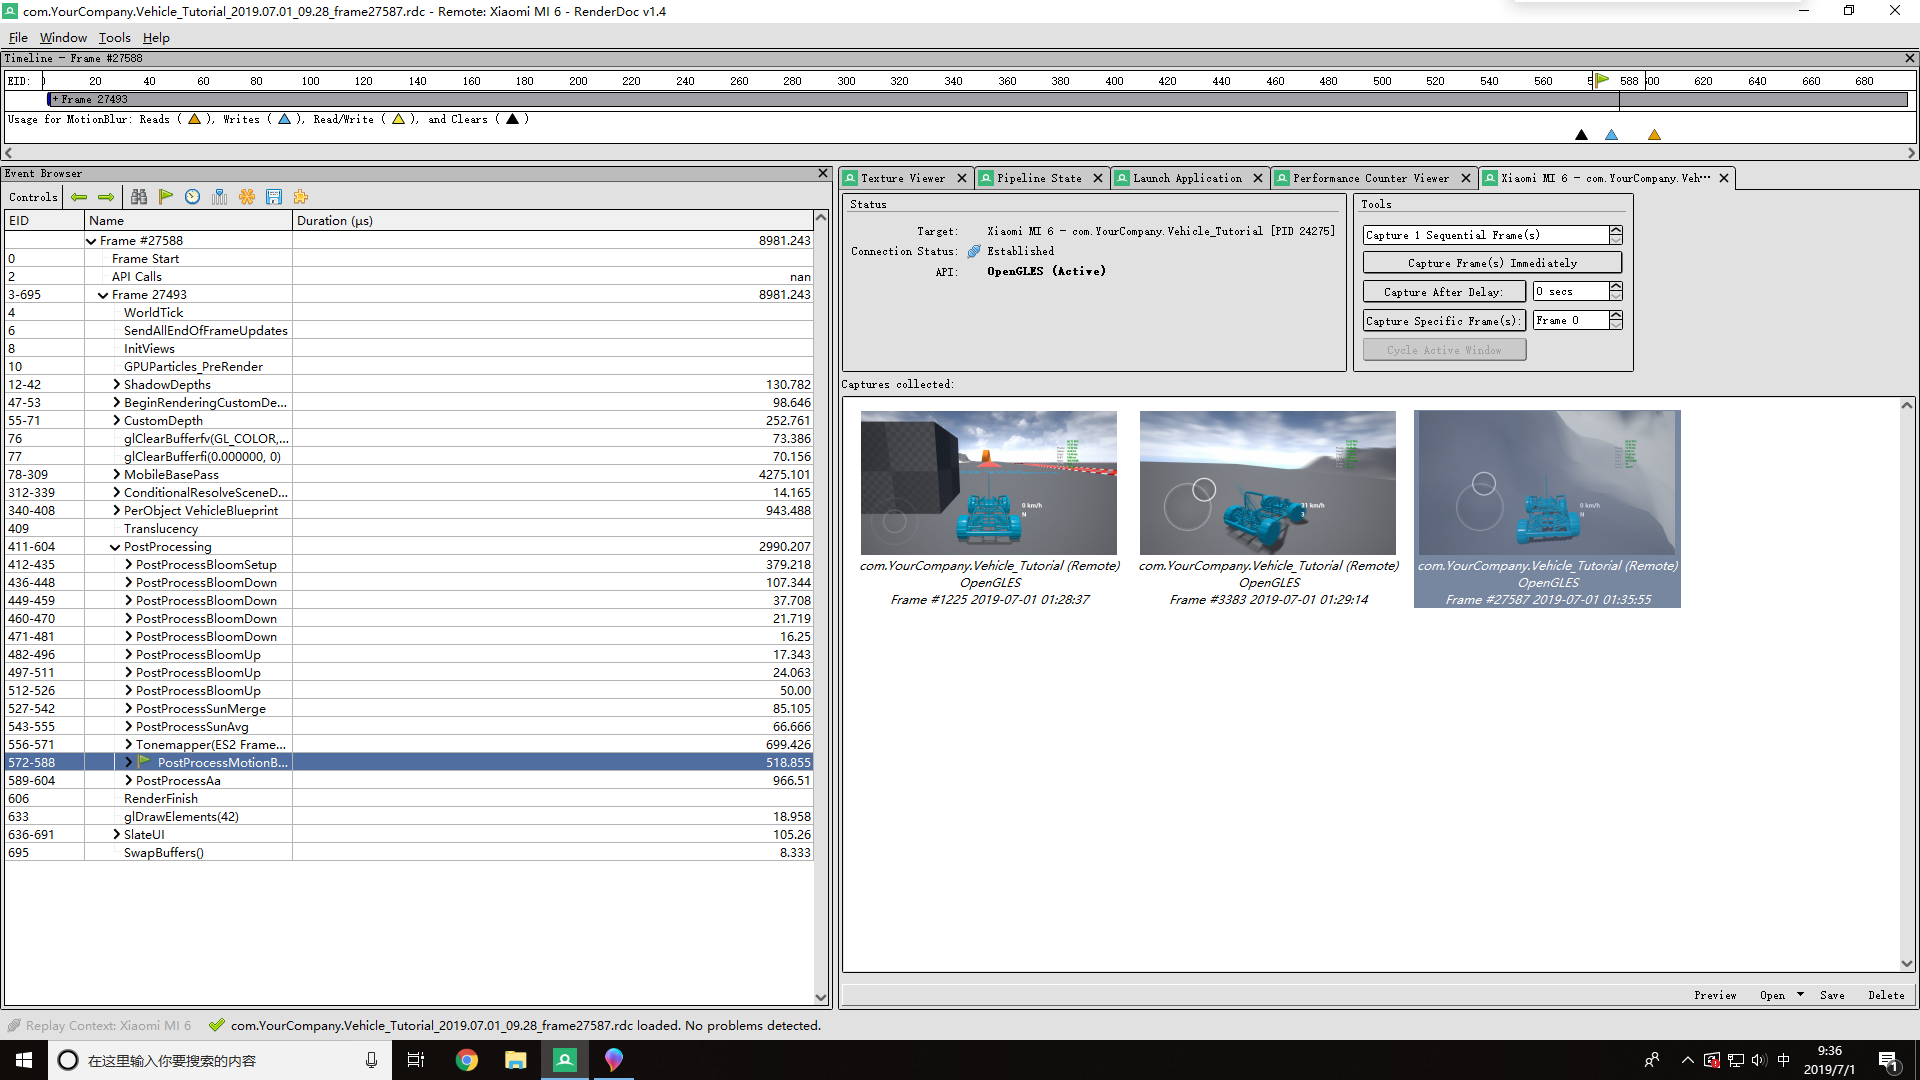 com.YourCompany.Vehicle_Tutorial_2019.07.01_09.28_frame27587.rdc - Remote: Xiaomi MI 6 - RenderDoc v1.4
File Window Tools Help
Timeline - Frame #27588
EID: 20 40 60 80 100 120 140 160 180 200 220 240 260 280 300 320 340 360 380 400 420 440 460 480 500 520 540 560 588 600 620 640 660 680
+ Frame 27493
Usage for MotionBlur: Reads ( ), Writes ( ), Read/Write ( ), and Clears ( )
Event Browser
Controls
EID Name Duration (µs)
Frame #27588 8981.243
0 Frame Start
2 API Calls nan
3-695 Frame 27493 8981.243
4 WorldTick
6 SendAllEndOfFrameUpdates
8 InitViews
10 GPUParticles_PreRender
12-42 ShadowDepths 130.782
47-53 BeginRenderingCustomDe... 98.646
55-71 CustomDepth 252.761
76 glClearBufferfv(GL_COLOR,... 73.386
77 glClearBufferfi(0.000000, 0) 70.156
78-309 MobileBasePass 4275.101
312-339 ConditionalResolveSceneD... 14.165
340-408 PerObject VehicleBlueprint 943.488
409 Translucency
411-604 PostProcessing 2990.207
412-435 PostProcessBloomSetup 379.218
436-448 PostProcessBloomDown 107.344
449-459 PostProcessBloomDown 37.708
460-470 PostProcessBloomDown 21.719
471-481 PostProcessBloomDown 16.25
482-496 PostProcessBloomUp 17.343
497-511 PostProcessBloomUp 24.063
512-526 PostProcessBloomUp 50.00
527-542 PostProcessSunMerge 85.105
543-555 PostProcessSunAvg 66.666
556-571 Tonemapper(ES2 Frame... 699.426
572-588 PostProcessMotionB... 518.855
589-604 PostProcessAa 966.51
606 RenderFinish
633 glDrawElements(42) 18.958
636-691 SlateUI 105.26
695 SwapBuffers() 8.333
Texture Viewer Pipeline State Launch Application Performance Counter Viewer Xiaomi MI 6 - com.YourCompany.Veh...
Status
Target: Xiaomi MI 6 - com.YourCompany.Vehicle_Tutorial [PID 24275]
Connection Status: Established
API: OpenGLES (Active)
Tools
Capture 1 Sequential Frame(s)
Capture Frame(s) Immediately
Capture After Delay: 0 secs
Capture Specific Frame(s): Frame 0
Cycle Active Window
Captures collected:
0 km/h
N
31 km/h
3
0 km/h
N
com.YourCompany.Vehicle_Tutorial (Remote)
OpenGLES
Frame #1225 2019-07-01 01:28:37
com.YourCompany.Vehicle_Tutorial (Remote)
OpenGLES
Frame #3383 2019-07-01 01:29:14
com.YourCompany.Vehicle_Tutorial (Remote)
OpenGLES
Frame #27587 2019-07-01 01:35:55
Preview Open Save Delete
Replay Context: Xiaomi MI 6 com.YourCompany.Vehicle_Tutorial_2019.07.01_09.28_frame27587.rdc loaded. No problems detected.
在这里输入你要搜索的内容
中
9:36
2019/7/1
1